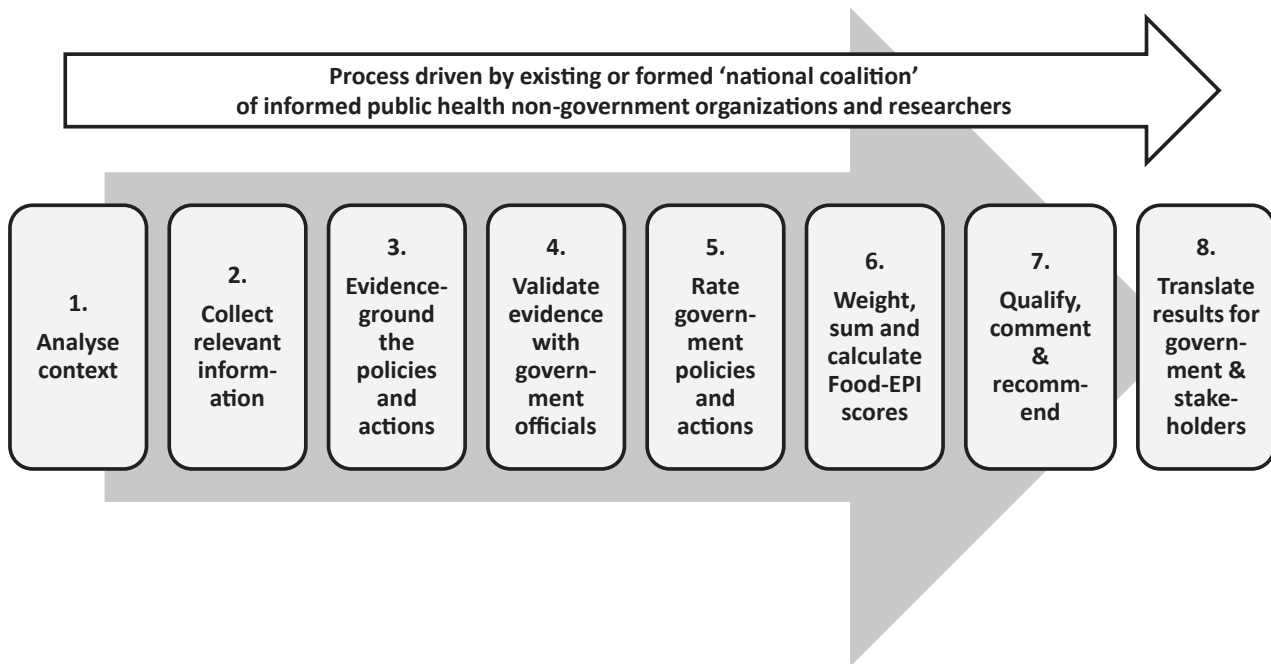 Process driven by existing or formed ‘national coalition’
of informed public health non-government organizations and researchers
1.
Analyse
context
2.
Collect
relevant
inform-
ation
3.
Evidence-
ground
the
policies
and
actions
4.
Validate
evidence
with
govern-
ment
officials
5.
Rate
govern-
ment
policies
and
actions
6.
Weight,
sum and
calculate
Food-EPI
scores
7.
Qualify,
comment
&
recomm-
end
8.
Translate
results for
govern-
ment &
stake-
holders